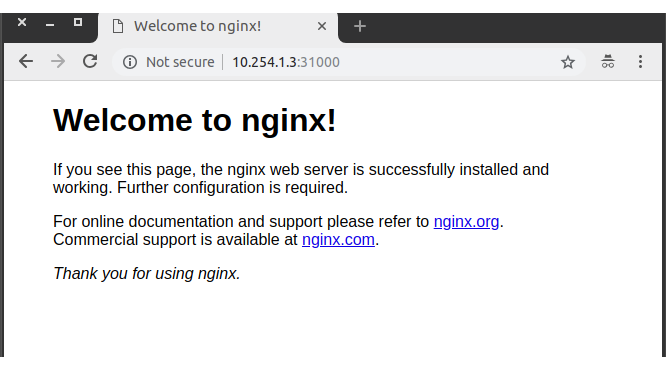 Welcome to nginx!
Not secure | 10.254.1.3:31000
Welcome to nginx!
If you see this page, the nginx web server is successfully installed and
working. Further configuration is required.
For online documentation and support please refer to nginx.org.
Commercial support is available at nginx.com.
Thank you for using nginx.